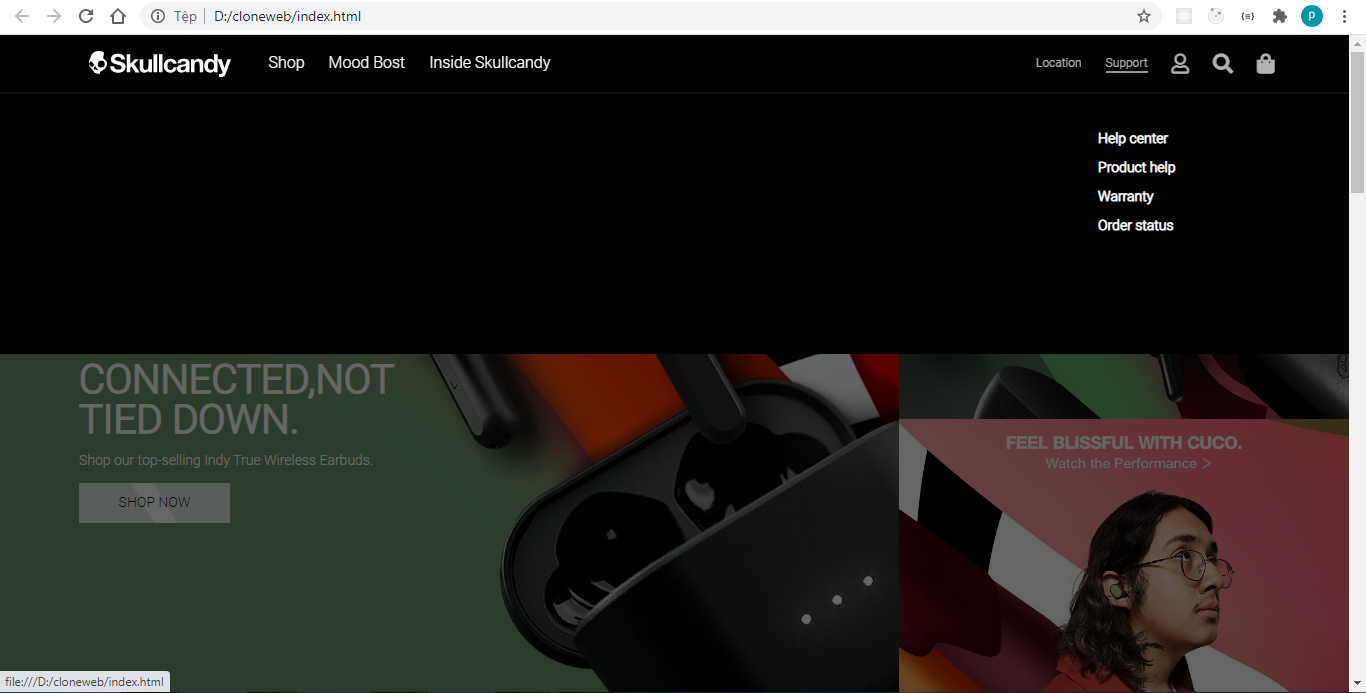 Tệp
D:/cloneweb/index.html
P
Skullcandy
Shop
Mood Bost
Inside Skullcandy
Location
Support
Help center
Product help
Warranty
Order status
CONNECTED,NOT
TIED DOWN.
Shop our top-selling Indy True Wireless Earbuds.
SHOP NOW
FEEL BLISSFUL WITH CUCO.
Watch the Performance >
file:///D:/cloneweb/index.html